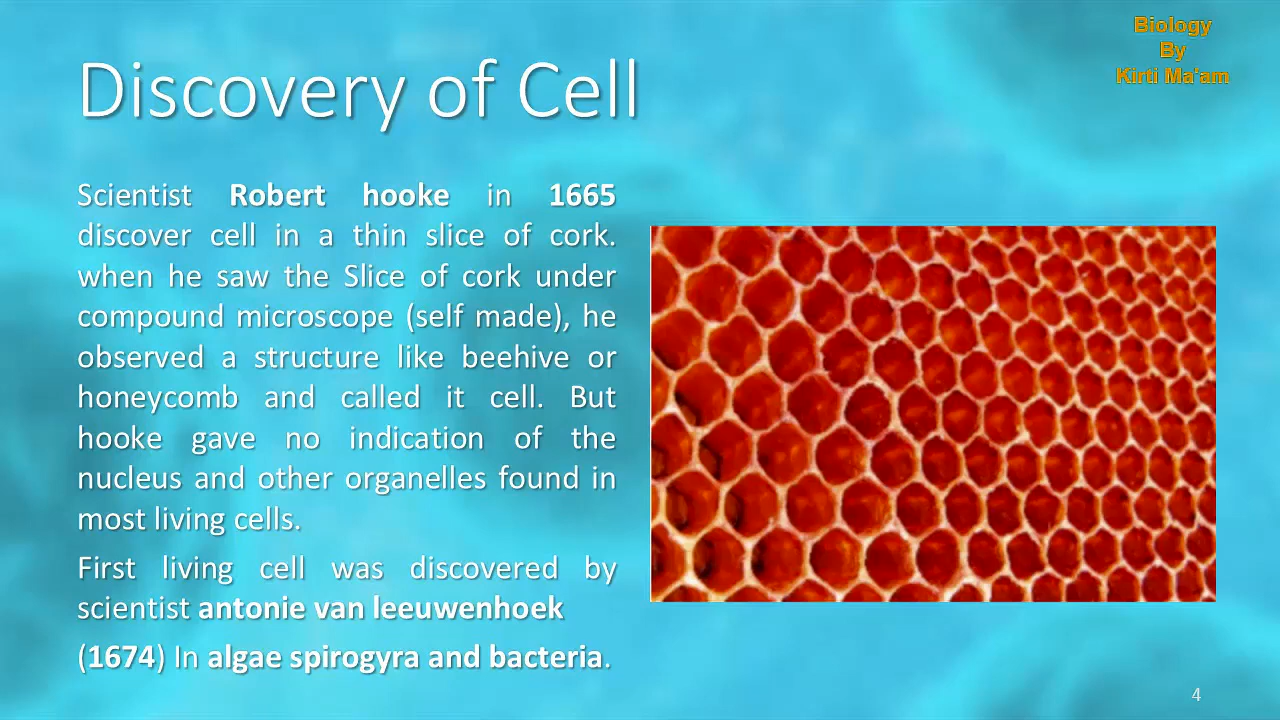 Biology
By
Kirti Ma'am
Discovery of Cell
Scientist Robert hooke in 1665
discover cell in a thin slice of cork.
when he saw the Slice of cork under
compound microscope (self made), he
observed a structure like beehive or
honeycomb and called it cell. But
hooke gave no indication of the
nucleus and other organelles found in
most living cells.
First living cell was discovered by
scientist antonie van leeuwenhoek
(1674) In algae spirogyra and bacteria.
4